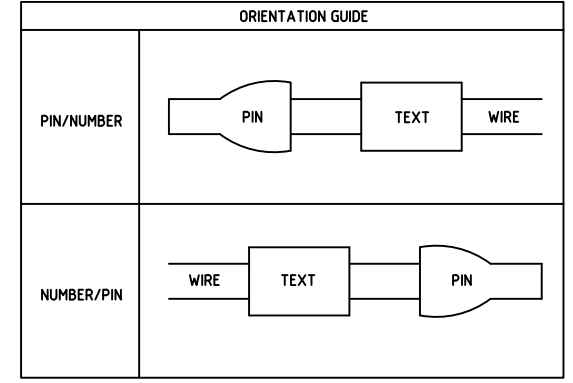 ORIENTATION GUIDE
PIN/NUMBER
PIN
TEXT
WIRE
NUMBER/PIN
WIRE
TEXT
PIN